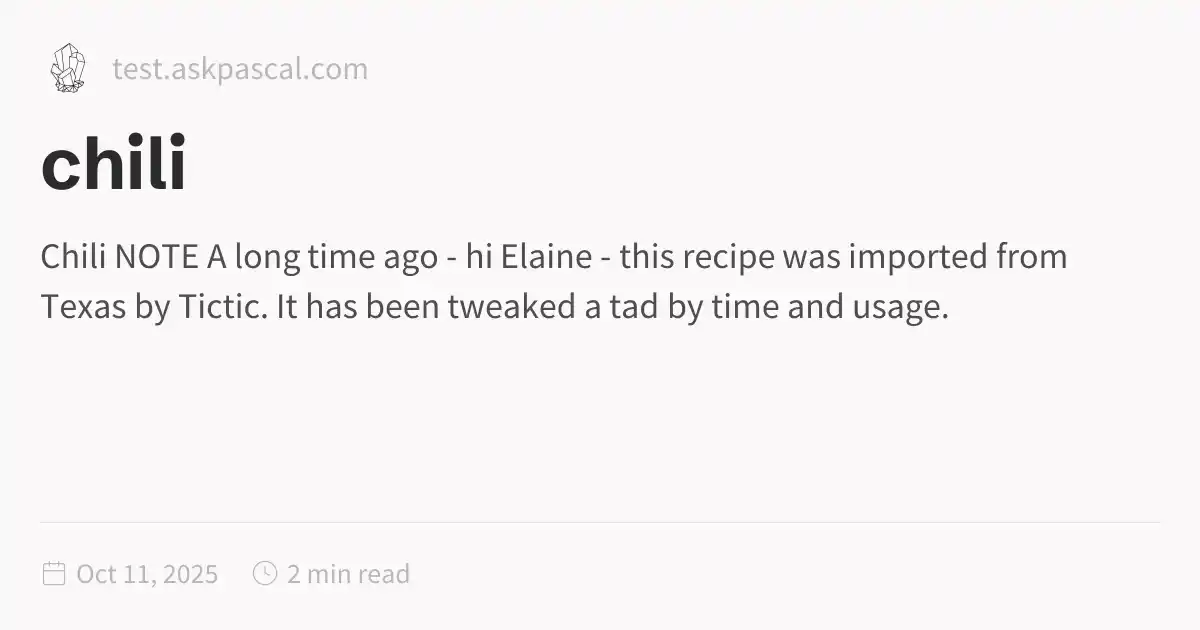 test.askpascal.com
chili
Chili NOTE A long time ago - hi Elaine - this recipe was imported from
Texas by Tictic. It has been tweaked a tad by time and usage.
Oct 11, 2025
2 min read